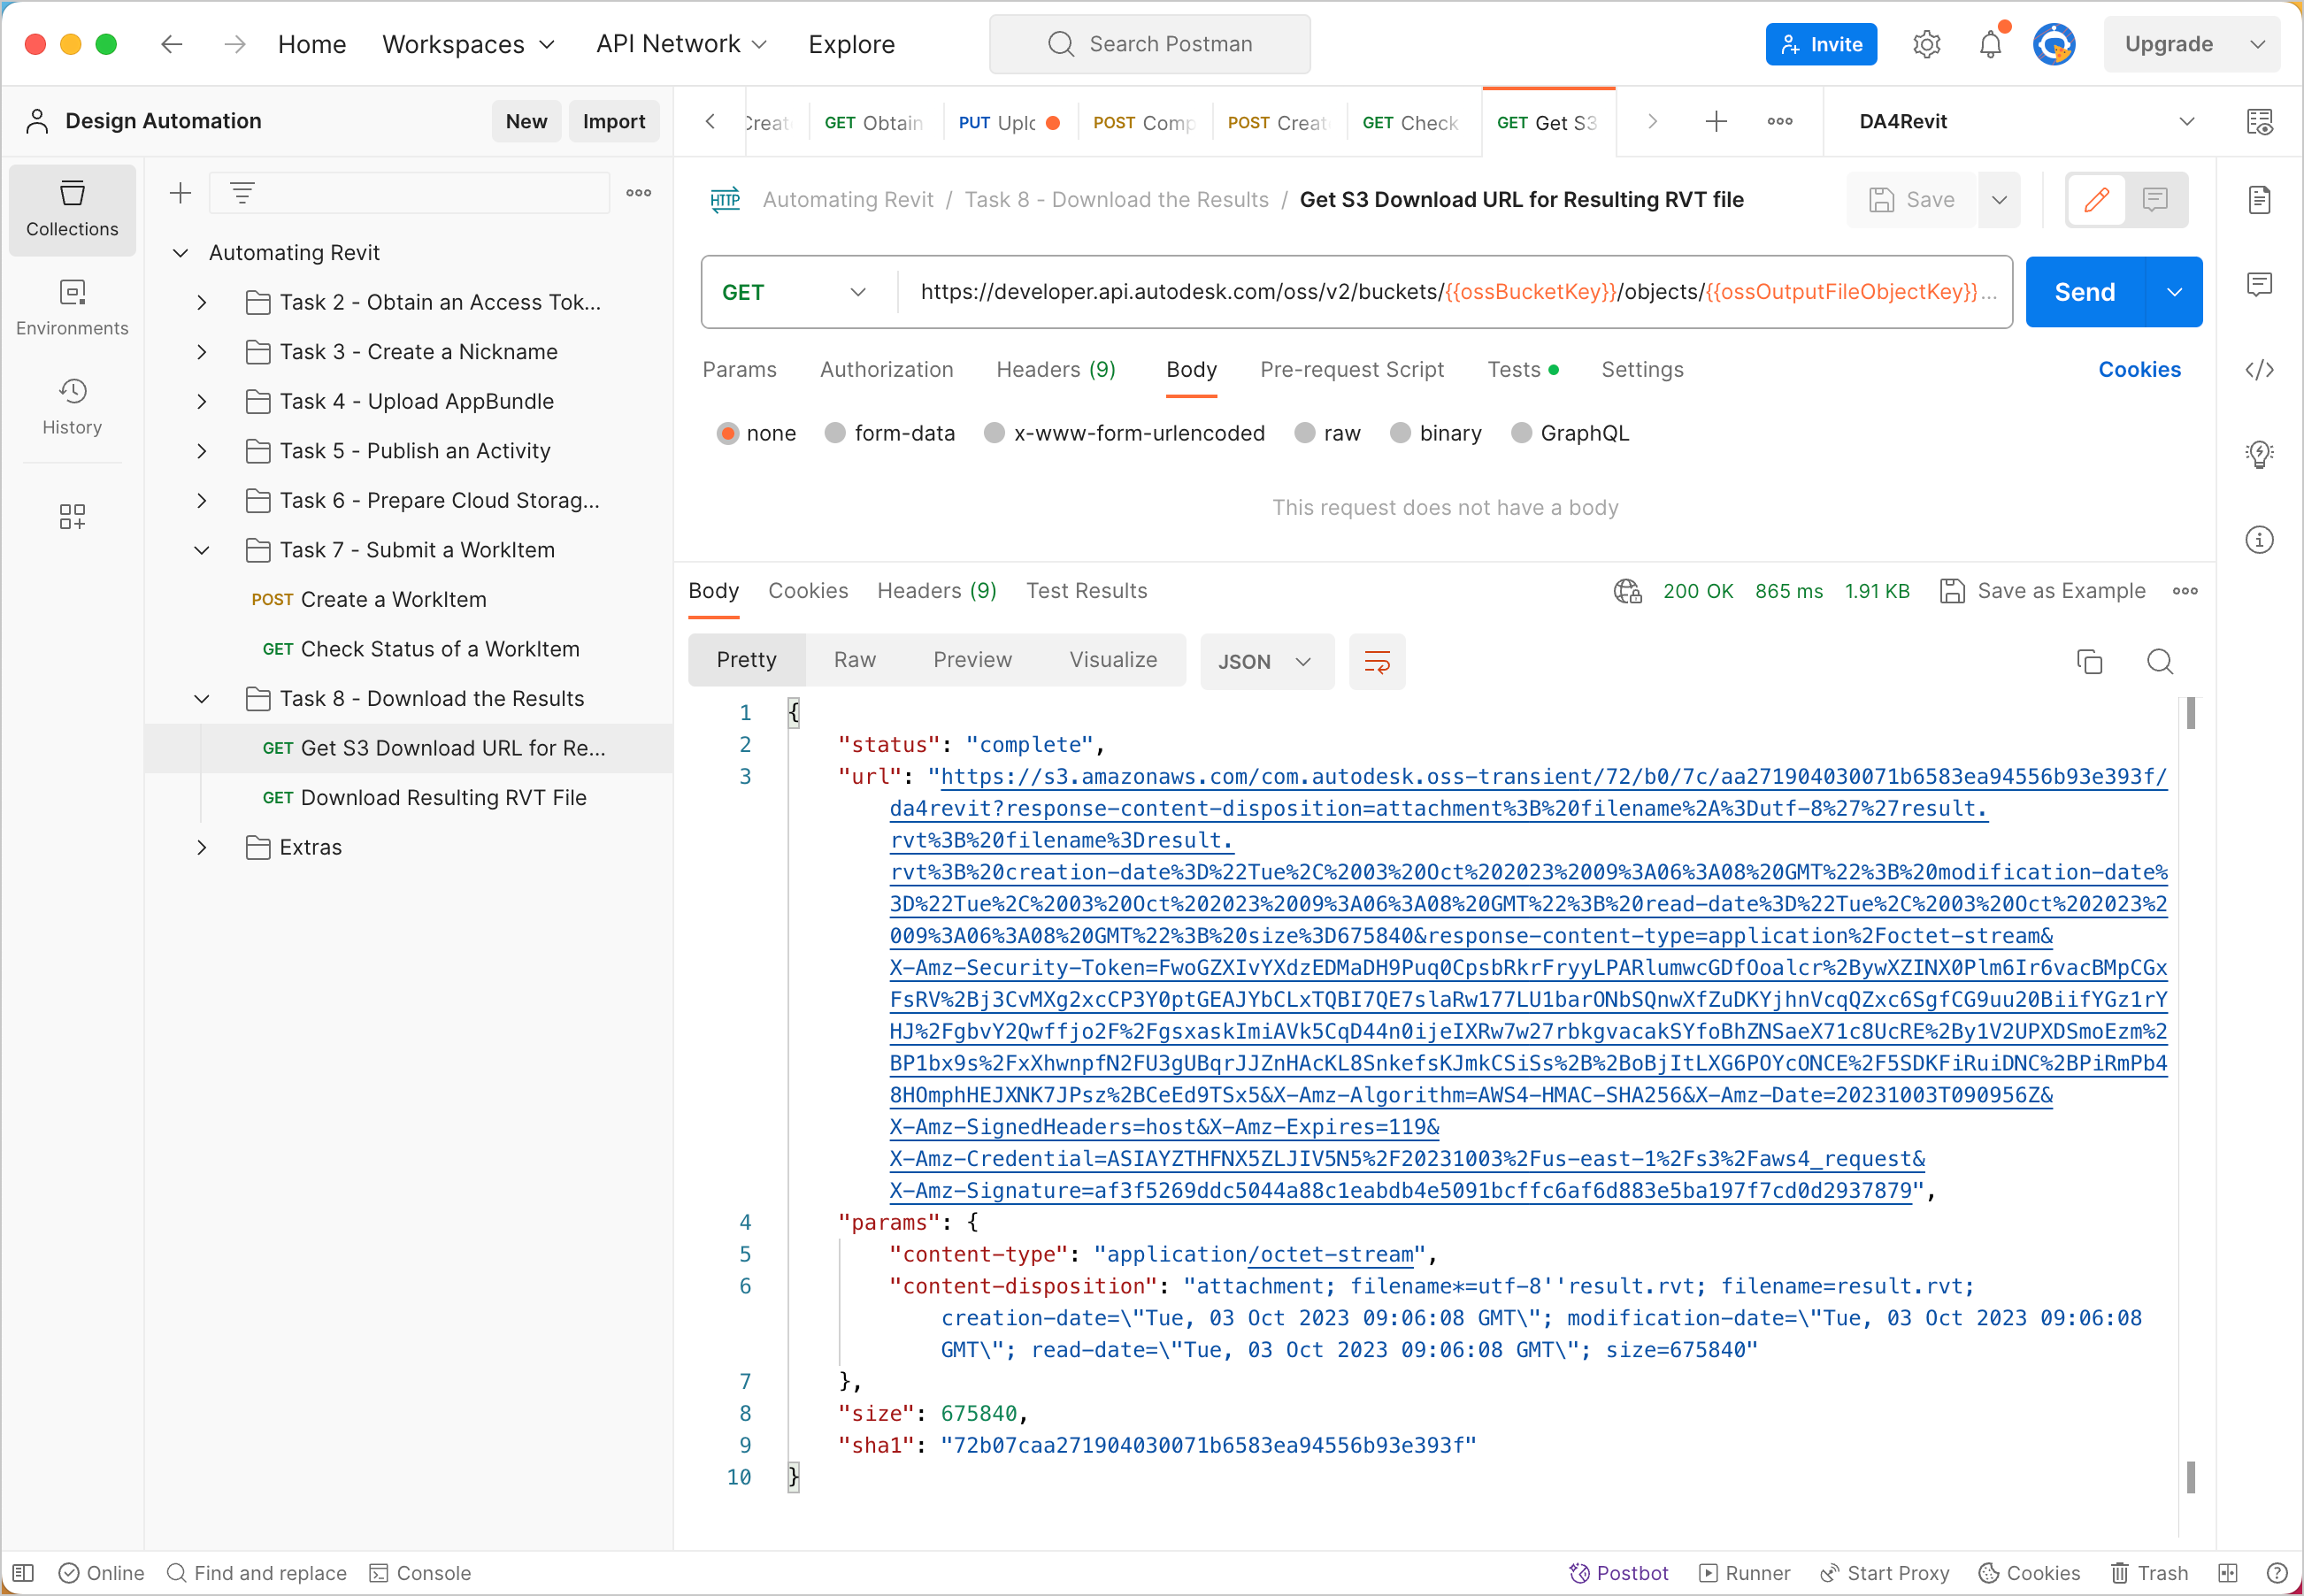 Home
Workspaces
API Network
Explore
Search Postman
Invite
Upgrade
Design Automation
New
Import
Creat
GET Obtain
PUT Uplc
POST Comp
POST Creat
GET Check
GET Get S3
DA4Revit
Collections
Environments
History
Automating Revit
Task 2 - Obtain an Access Tok...
Task 3 - Create a Nickname
Task 4 - Upload AppBundle
Task 5 - Publish an Activity
Task 6 - Prepare Cloud Storag...
Task 7 - Submit a WorkItem
POST Create a WorkItem
GET Check Status of a WorkItem
Task 8 - Download the Results
GET Get S3 Download URL for Re...
GET Download Resulting RVT File
Extras
HTTP Automating Revit / Task 8 - Download the Results / Get S3 Download URL for Resulting RVT file
Save
GET https://developer.api.autodesk.com/oss/v2/buckets/{{ossBucketKey}}/objects/{{ossOutputFileObjectKey}}...
Send
Params Authorization Headers (9) Body Pre-request Script Tests Settings Cookies
none form-data x-www-form-urlencoded raw binary GraphQL
This request does not have a body
Body Cookies Headers (9) Test Results 200 OK 865 ms 1.91 KB Save as Example
Pretty Raw Preview Visualize JSON
1 {
2 "status": "complete",
3 "url": "https://s3.amazonaws.com/com.autodesk.oss-transient/72/b0/7c/aa271904030071b6583ea94556b93e393f/
da4revit?response-content-disposition=attachment%3B%20filename%2A%3Dutf-8%27%27result.
rvt%3B%20filename%3Dresult.
rvt%3B%20creation-date%3D%22Tue%2C%2003%20Oct%202023%2009%3A06%3A08%20GMT%22%3B%20modification-date%
3D%22Tue%2C%2003%20Oct%202023%2009%3A06%3A08%20GMT%22%3B%20read-date%3D%22Tue%2C%2003%20Oct%202023%2
009%3A06%3A08%20GMT%22%3B%20size%3D675840&response-content-type=application%2Foctet-stream&
X-Amz-Security-Token=FwoGZXIvYXdzEDMaDH9Puq0CpsbRkrFryyLPARlumwcGDfOoalcr%2BywXZINX0Plm6Ir6vacBMpCGx
FsRV%2Bj3CvMXg2xcCP3Y0ptGEAJYbCLxTQBI7QE7slaRw177LU1barONbSQnwXfZuDKYjhnVcqQZxc6SgfCG9uu20BiifYGz1rY
HJ%2FgbvY2Qwffjo2F%2FgsxaskImiAVk5CqD44n0ijeIXRw7w27rbkgvacakSYfoBhZNSaeX71c8UcRE%2By1V2UPXDSmoEzm%2
BP1bx9s%2FxXhwnpfN2FU3gUBqrJJZnHAcKL8SnkefsKJmkCSiSs%2B%2BoBjItLXG6POYcONCE%2F5SDKFiRuiDNC%2BPiRmPb4
8HOmphHEJXNK7JPsz%2BCeEd9TSx5&X-Amz-Algorithm=AWS4-HMAC-SHA256&X-Amz-Date=20231003T090956Z&
X-Amz-SignedHeaders=host&X-Amz-Expires=119&
X-Amz-Credential=ASIAYZTHFNX5ZLJIV5N5%2F20231003%2Fus-east-1%2Fs3%2Faws4_request&
X-Amz-Signature=af3f5269ddc5044a88c1eabdb4e5091bcffc6af6d883e5ba197f7cd0d2937879",
4 "params": {
5 "content-type": "application/octet-stream",
6 "content-disposition": "attachment; filename*=utf-8''result.rvt; filename=result.rvt;
creation-date=\"Tue, 03 Oct 2023 09:06:08 GMT\"; modification-date=\"Tue, 03 Oct 2023 09:06:08
GMT\"; read-date=\"Tue, 03 Oct 2023 09:06:08 GMT\"; size=675840"
7 },
8 "size": 675840,
9 "sha1": "72b07caa271904030071b6583ea94556b93e393f"
10 }
Online
Find and replace
Console
Postbot
Runner
Start Proxy
Cookies
Trash